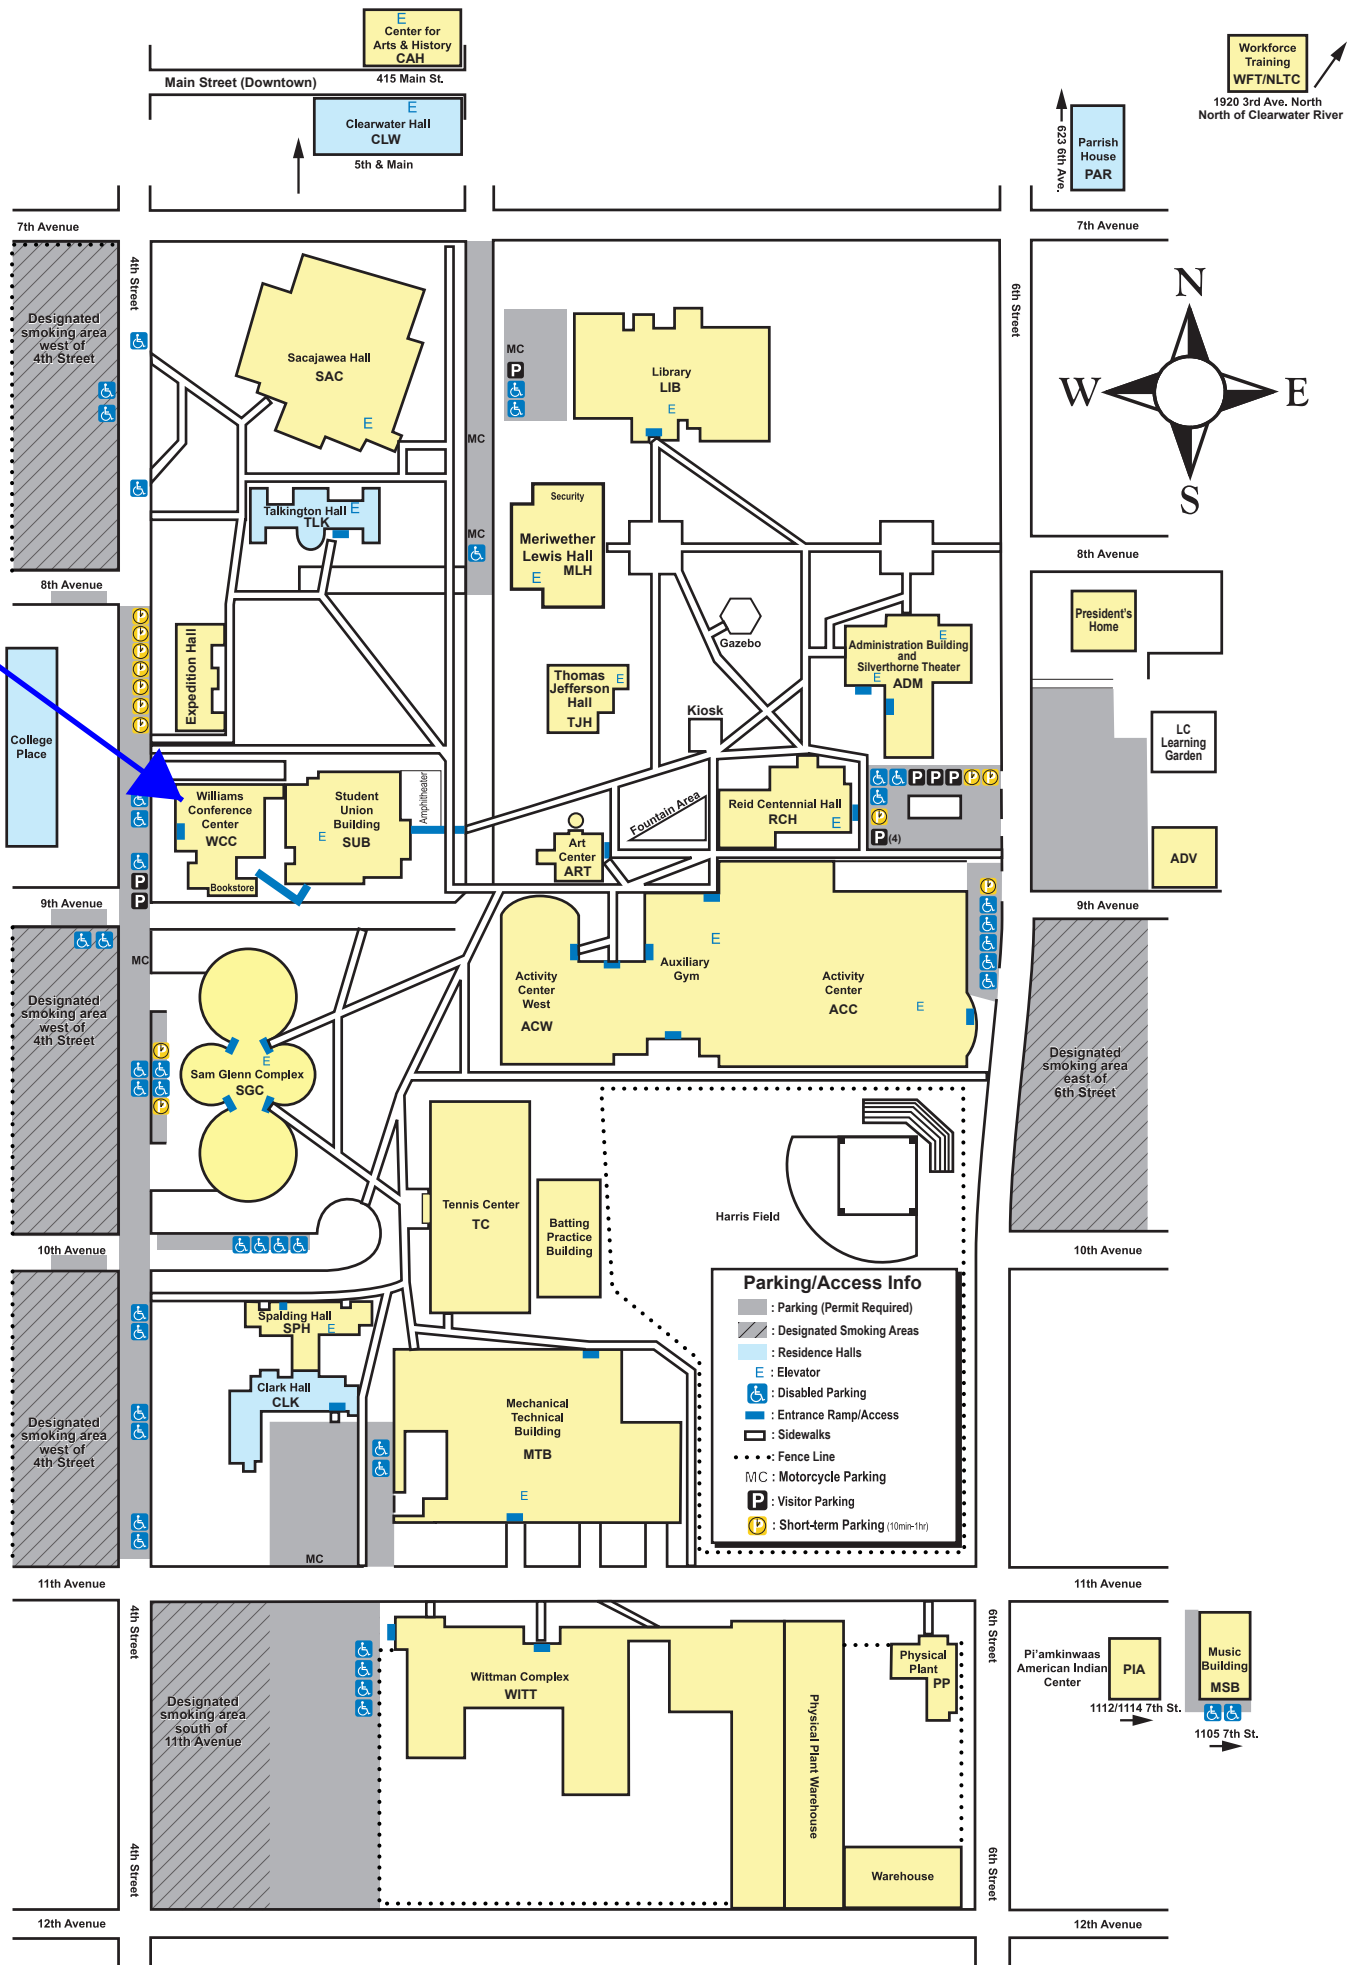 E
Center for
Arts & History
CAH
415 Main St.
Main Street (Downtown)
E
Clearwater Hall
CLW
5th & Main
Workforce
Training
WFT/NLTC
1920 3rd Ave. North
North of Clearwater River
623 6th Ave.
Parrish
House
PAR
7th Avenue
7th Avenue
4th Street
6th Street
Designated
smoking area
west of
4th Street
Sacajawea Hall
SAC
E
MC
P
MC
Library
LIB
E
N
W
E
S
Talkington Hall
TLK
E
MC
Security
Meriwether
Lewis Hall
MLH
E
8th Avenue
8th Avenue
Expedition Hall
Gazebo
President's
Home
E
Administration Building
and
Silverthorne Theater
E
ADM
Thomas
Jefferson
Hall
TJH
E
College
Place
Kiosk
LC
Learning
Garden
Williams
Conference
Center
WCC
Bookstore
Student
Union
Building
SUB
E
Amphitheater
Fountain Area
Art
Center
ART
Reid Centennial Hall
RCH
E
P P P
P (4)
ADV
P
P
9th Avenue
9th Avenue
MC
Designated
smoking area
west of
4th Street
Activity
Center
West
ACW
E
Auxiliary
Gym
Activity
Center
ACC
E
E
Sam Glenn Complex
SGC
Designated
smoking area
east of
6th Street
Tennis Center
TC
Batting
Practice
Building
Harris Field
10th Avenue
10th Avenue
Spalding Hall
SPH
E
Clark Hall
CLK
Designated
smoking area
west of
4th Street
Mechanical
Technical
Building
MTB
E
MC
Parking/Access Info
: Parking (Permit Required)
: Designated Smoking Areas
: Residence Halls
E : Elevator
: Disabled Parking
: Entrance Ramp/Access
: Sidewalks
: Fence Line
MC : Motorcycle Parking
P : Visitor Parking
: Short-term Parking (10min-1hr)
11th Avenue
11th Avenue
4th Street
6th Street
Designated
smoking area
south of
11th Avenue
Wittman Complex
WITT
Physical Plant Warehouse
Physical
Plant
PP
Pi'amkinwaas
American Indian
Center
PIA
1112/1114 7th St.
Music
Building
MSB
1105 7th St.
4th Street
6th Street
Warehouse
12th Avenue
12th Avenue